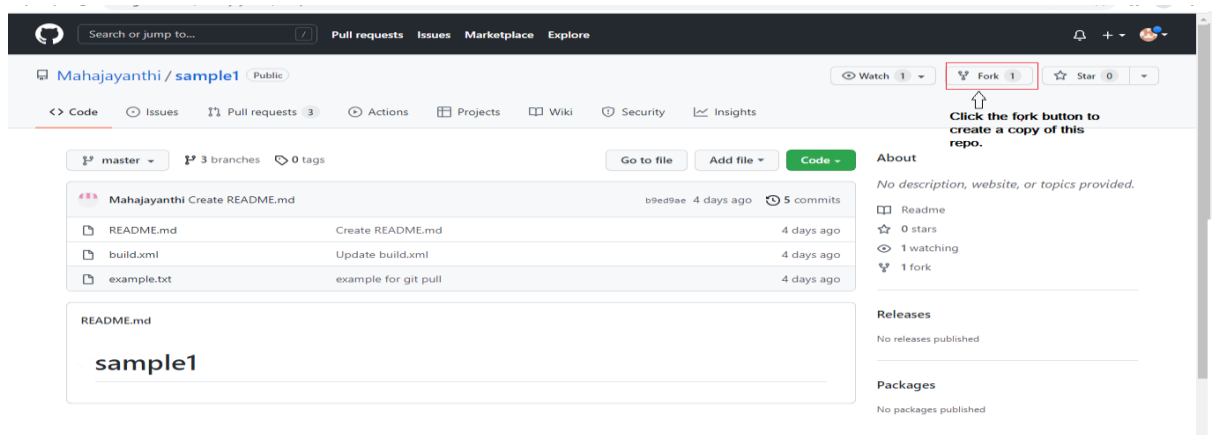 Search or jump to... /
Pull requests Issues Marketplace Explore
Mahajayanthi / sample1 Public
Watch 1 Fork 1 Star 0
<> Code Issues Pull requests 3 Actions Projects Wiki Security Insights
Click the fork button to
create a copy of this
repo.
master 3 branches 0 tags
Go to file Add file Code
Mahajayanthi Create README.md b9ed9ae 4 days ago 5 commits
README.md Create README.md 4 days ago
build.xml Update build.xml 4 days ago
example.txt example for git pull 4 days ago
README.md
sample1
About
No description, website, or topics provided.
Readme
0 stars
1 watching
1 fork
Releases
No releases published
Packages
No packages published